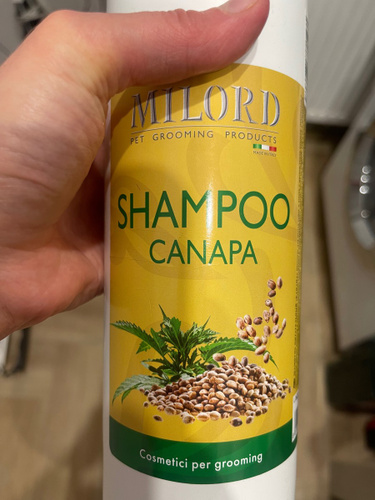 MILORD
PET GROOMING PRODUCTS
SHAMPOO
CANAPA
Cosmetici per grooming